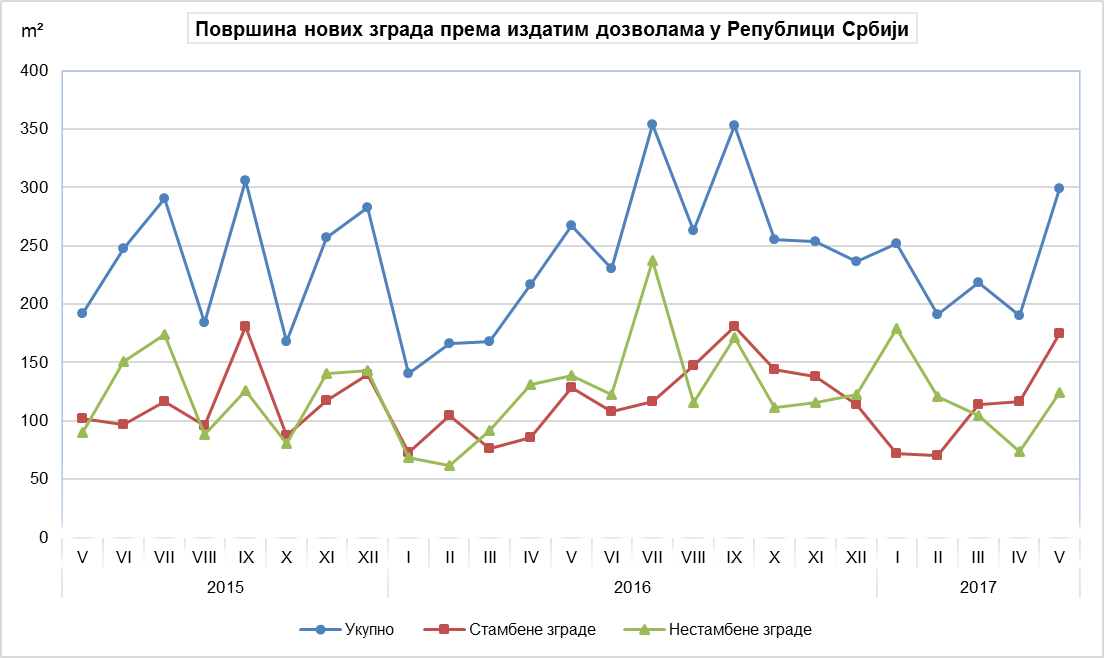 m²
Површина нових зграда према издатим дозволама у Републици Србији
400
350
300
250
200
150
100
50
0
V VI VII VIII IX X XI XII I II III IV V VI VII VIII IX X XI XII I II III IV V
2015 2016 2017
Укупно Стамбене зграде Нестамбене зграде